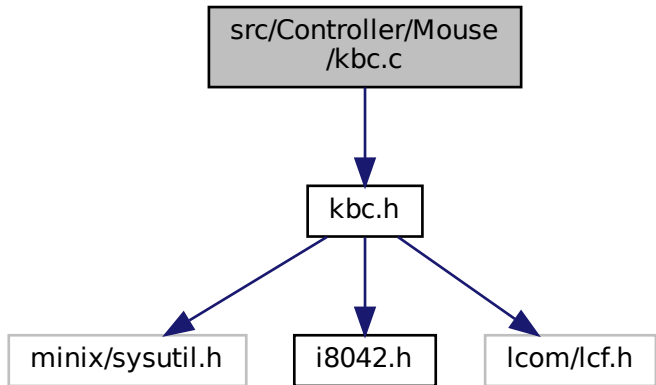 src/Controller/Mouse
/kbc.c
kbc.h
minix/sysutil.h
i8042.h
lcom/lcf.h